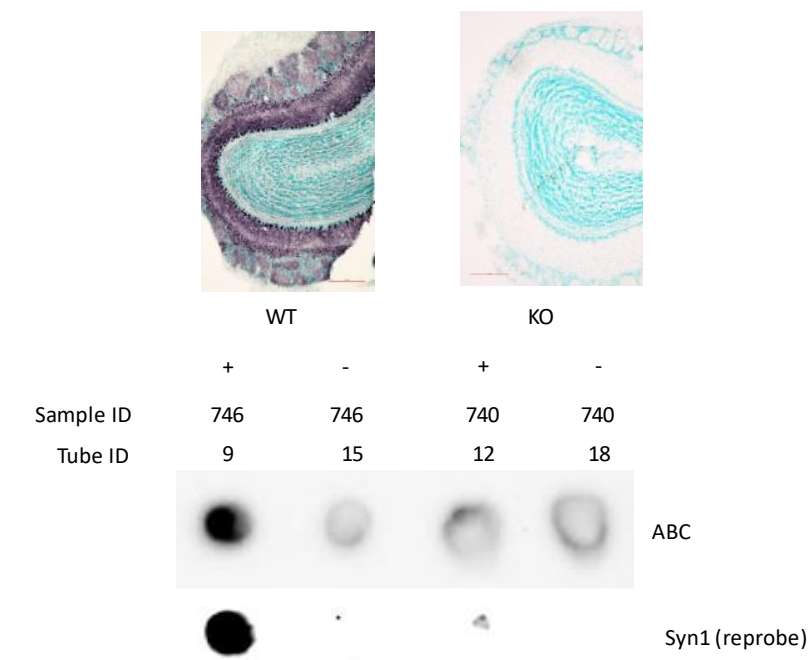 WT KO
+ - + -
Sample ID 746 746 740 740
Tube ID 9 15 12 18
ABC
Syn1 (reprobe)